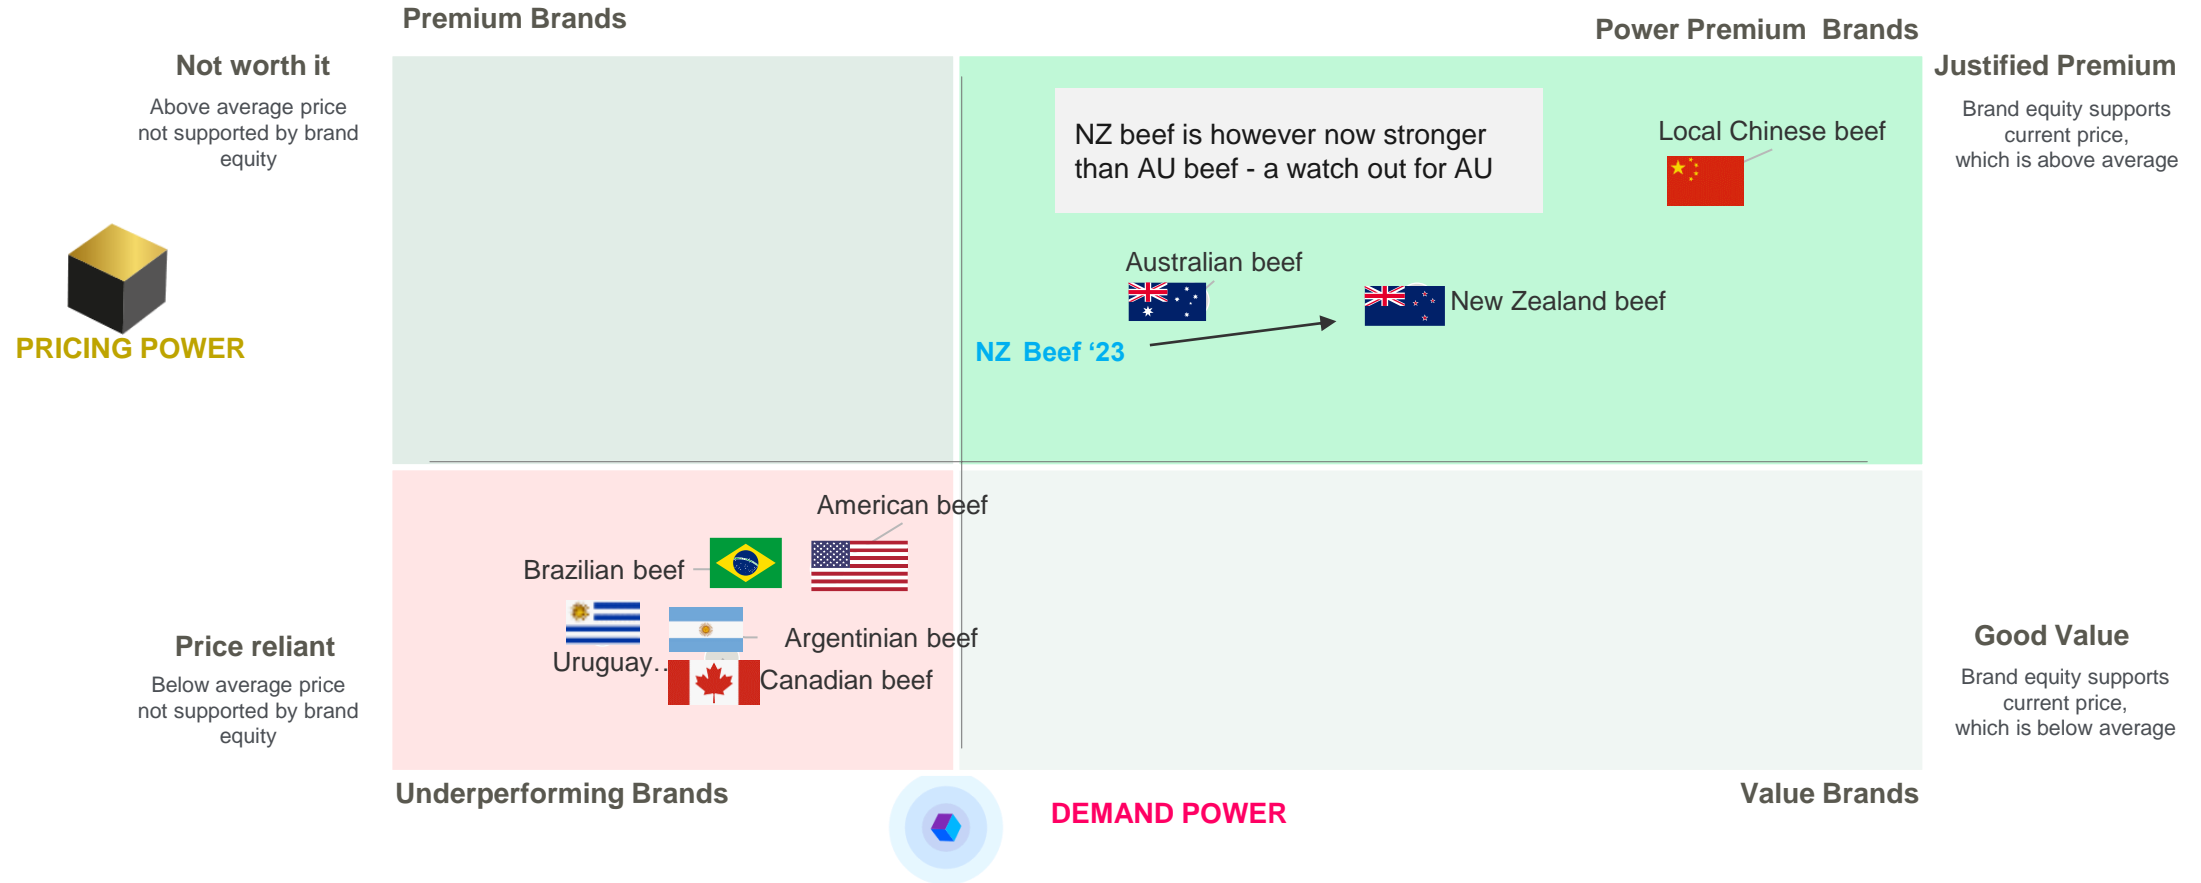 Premium Brands
Power Premium  Brands
Not worth it
Above average price
not supported by brand
equity
Justified Premium
Brand equity supports
current price,
which is above average
NZ beef is however now stronger
than AU beef - a watch out for AU
Local Chinese beef
Australian beef
New Zealand beef
NZ  Beef ‘23
PRICING POWER
American beef
Brazilian beef
Argentinian beef
Uruguay…
Canadian beef
Price reliant
Below average price
not supported by brand
equity
Good Value
Brand equity supports
current price,
which is below average
Underperforming Brands
DEMAND POWER
Value Brands